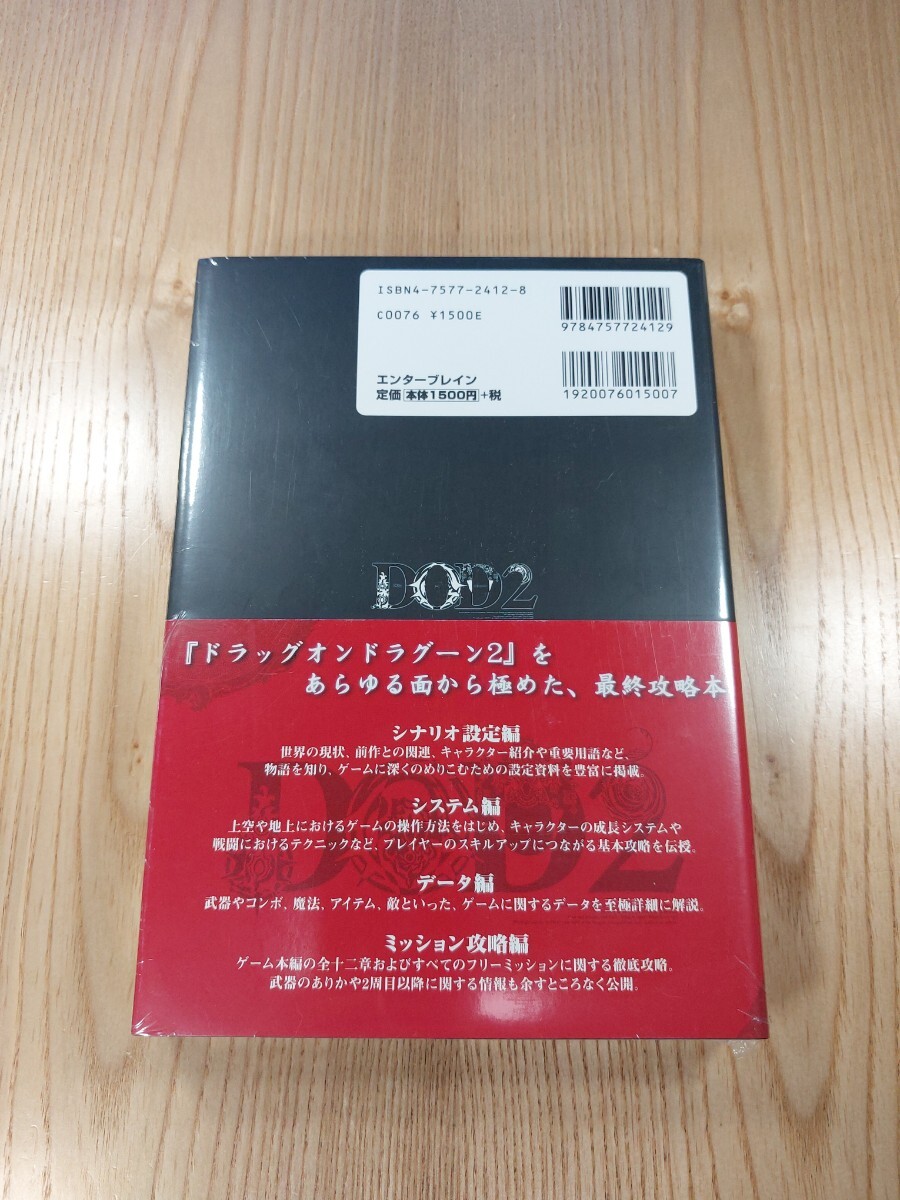 ISBN4-7577-2412-8
C0076 ¥1500E
9784757724129
エンターブレイン
定価 本体1500円+税
1920076015007
DOD2
『ドラッグオンドラグーン2』を
あらゆる面から極めた、最終攻略本
シナリオ設定編
世界の現状、前作との関連、キャラクター紹介や重要用語など、
物語を知り、ゲームに深くのめりこむための設定資料を豊富に掲載。
システム編
上空や地上におけるゲームの操作方法をはじめ、キャラクターの成長システムや
戦闘におけるテクニックなど、プレイヤーのスキルアップにつながる基本攻略を伝授。
データ編
武器やコンボ、魔法、アイテム、敵といった、ゲームに関するデータを至極詳細に解説。
ミッション攻略編
ゲーム本編の全十二章およびすべてのフリーミッションに関する徹底攻略。
武器のありかや2周目以降に関する情報も余すところなく公開。
DOD2